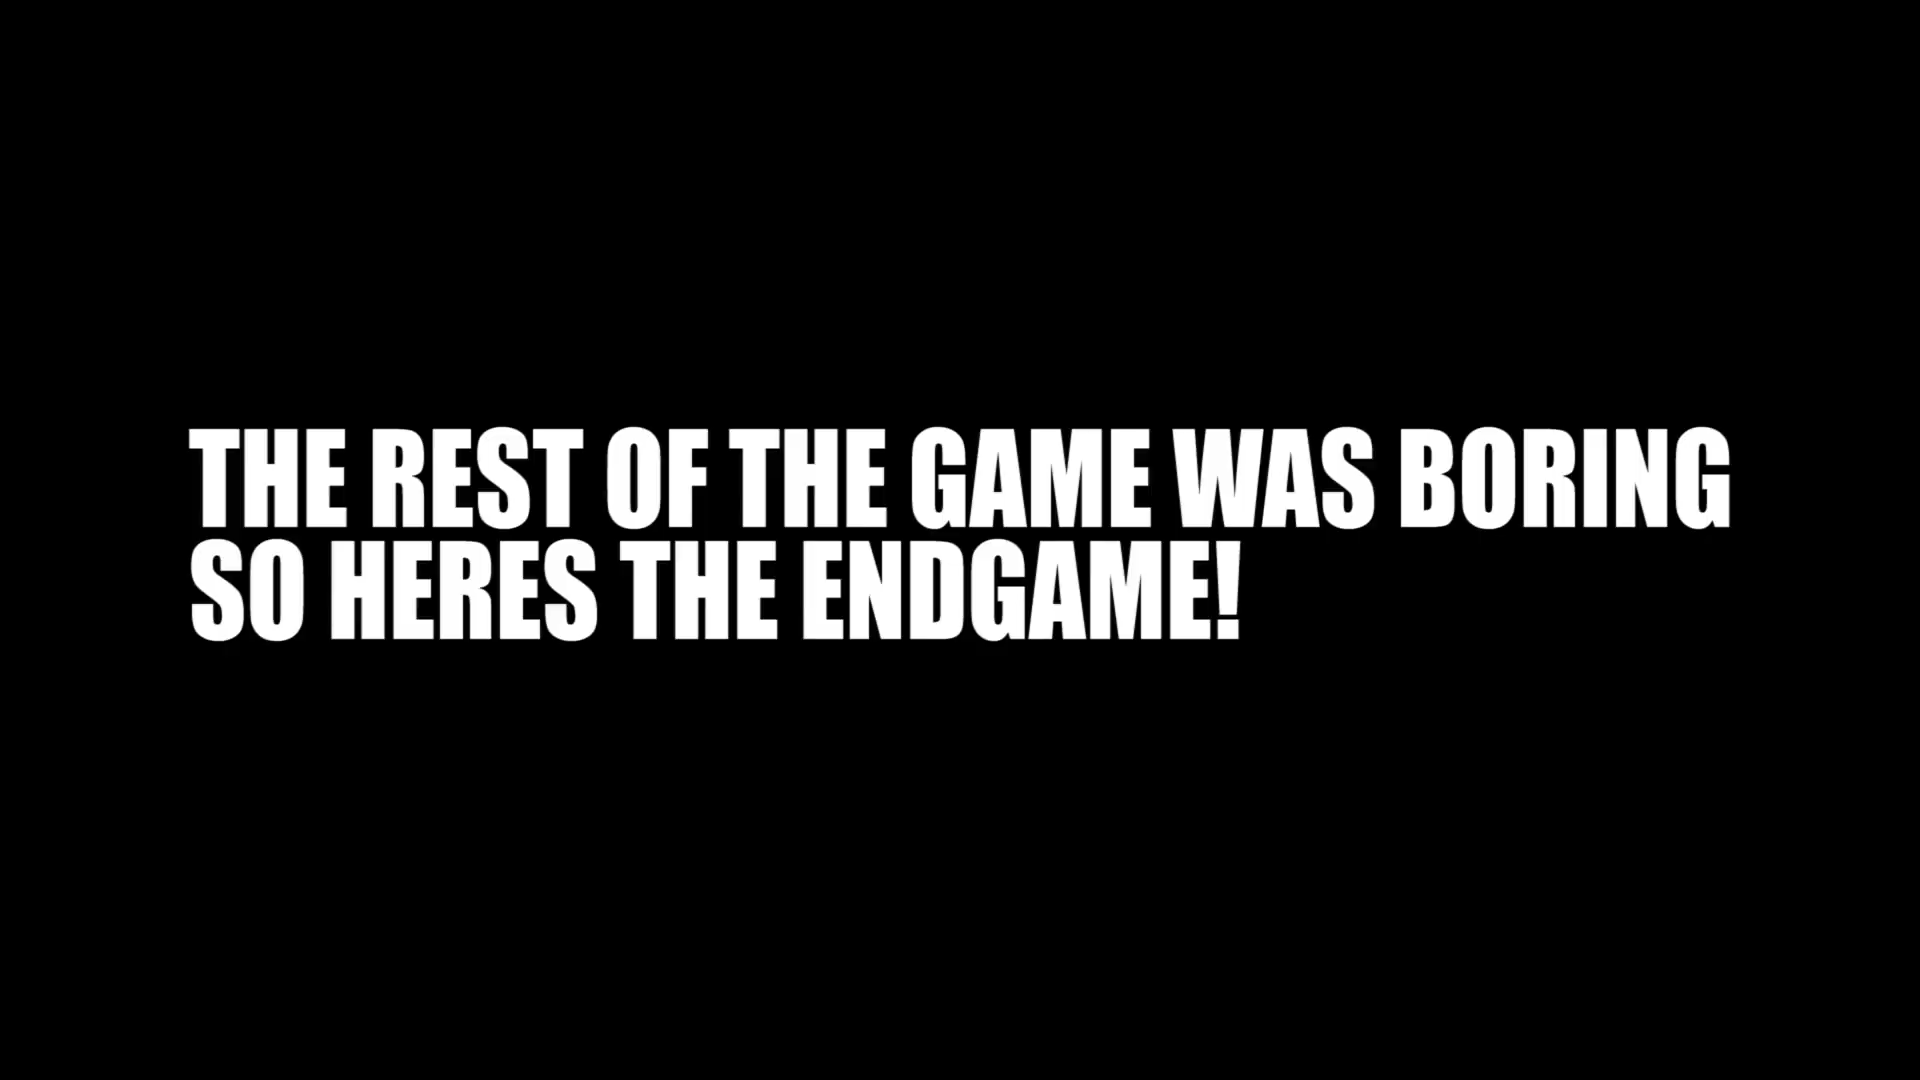 THE REST OF THE GAME WAS BORING
SO HERES THE ENDGAME!